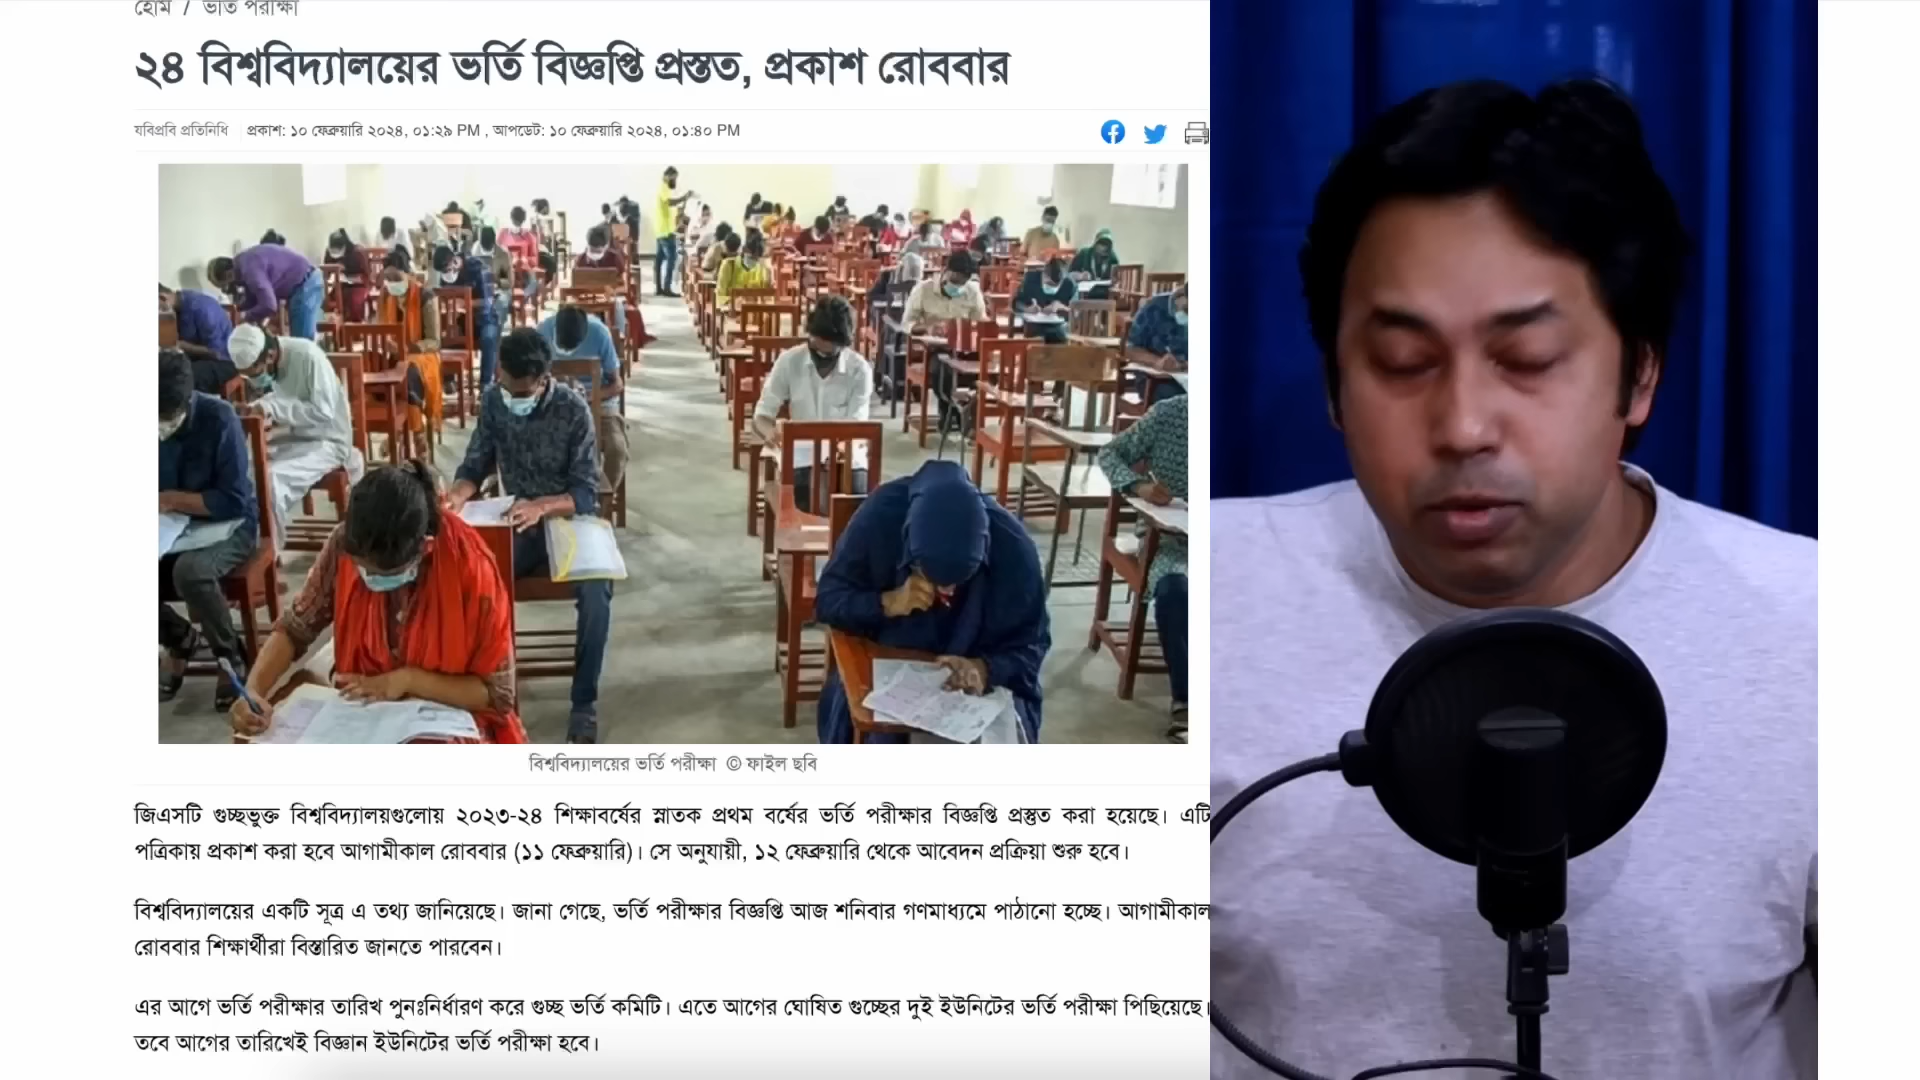 হোম / ভর্তি পরীক্ষা
২৪ বিশ্ববিদ্যালয়ের ভর্তি বিজ্ঞপ্তি প্রস্তত, প্রকাশ রোববার
যবিপ্রবি প্রতিনিধি প্রকাশ: ১০ ফেব্রুয়ারি ২০২৪, ০১:২৯ PM , আপডেট: ১০ ফেব্রুয়ারি ২০২৪, ০১:৪০ PM
বিশ্ববিদ্যালয়ের ভর্তি পরীক্ষা © ফাইল ছবি
জিএসটি গুচ্ছভুক্ত বিশ্ববিদ্যালয়গুলোয় ২০২৩-২৪ শিক্ষাবর্ষের স্নাতক প্রথম বর্ষের ভর্তি পরীক্ষার বিজ্ঞপ্তি প্রস্তুত করা হয়েছে। এটি
পত্রিকায় প্রকাশ করা হবে আগামীকাল রোববার (১১ ফেব্রুয়ারি)। সে অনুযায়ী, ১২ ফেব্রুয়ারি থেকে আবেদন প্রক্রিয়া শুরু হবে।
বিশ্ববিদ্যালয়ের একটি সূত্র এ তথ্য জানিয়েছে। জানা গেছে, ভর্তি পরীক্ষার বিজ্ঞপ্তি আজ শনিবার গণমাধ্যমে পাঠানো হচ্ছে। আগামীকাল
রোববার শিক্ষার্থীরা বিস্তারিত জানতে পারবেন।
এর আগে ভর্তি পরীক্ষার তারিখ পুনঃনির্ধারণ করে গুচ্ছ ভর্তি কমিটি। এতে আগের ঘোষিত গুচ্ছের দুই ইউনিটের ভর্তি পরীক্ষা পিছিয়েছে।
তবে আগের তারিখেই বিজ্ঞান ইউনিটের ভর্তি পরীক্ষা হবে।